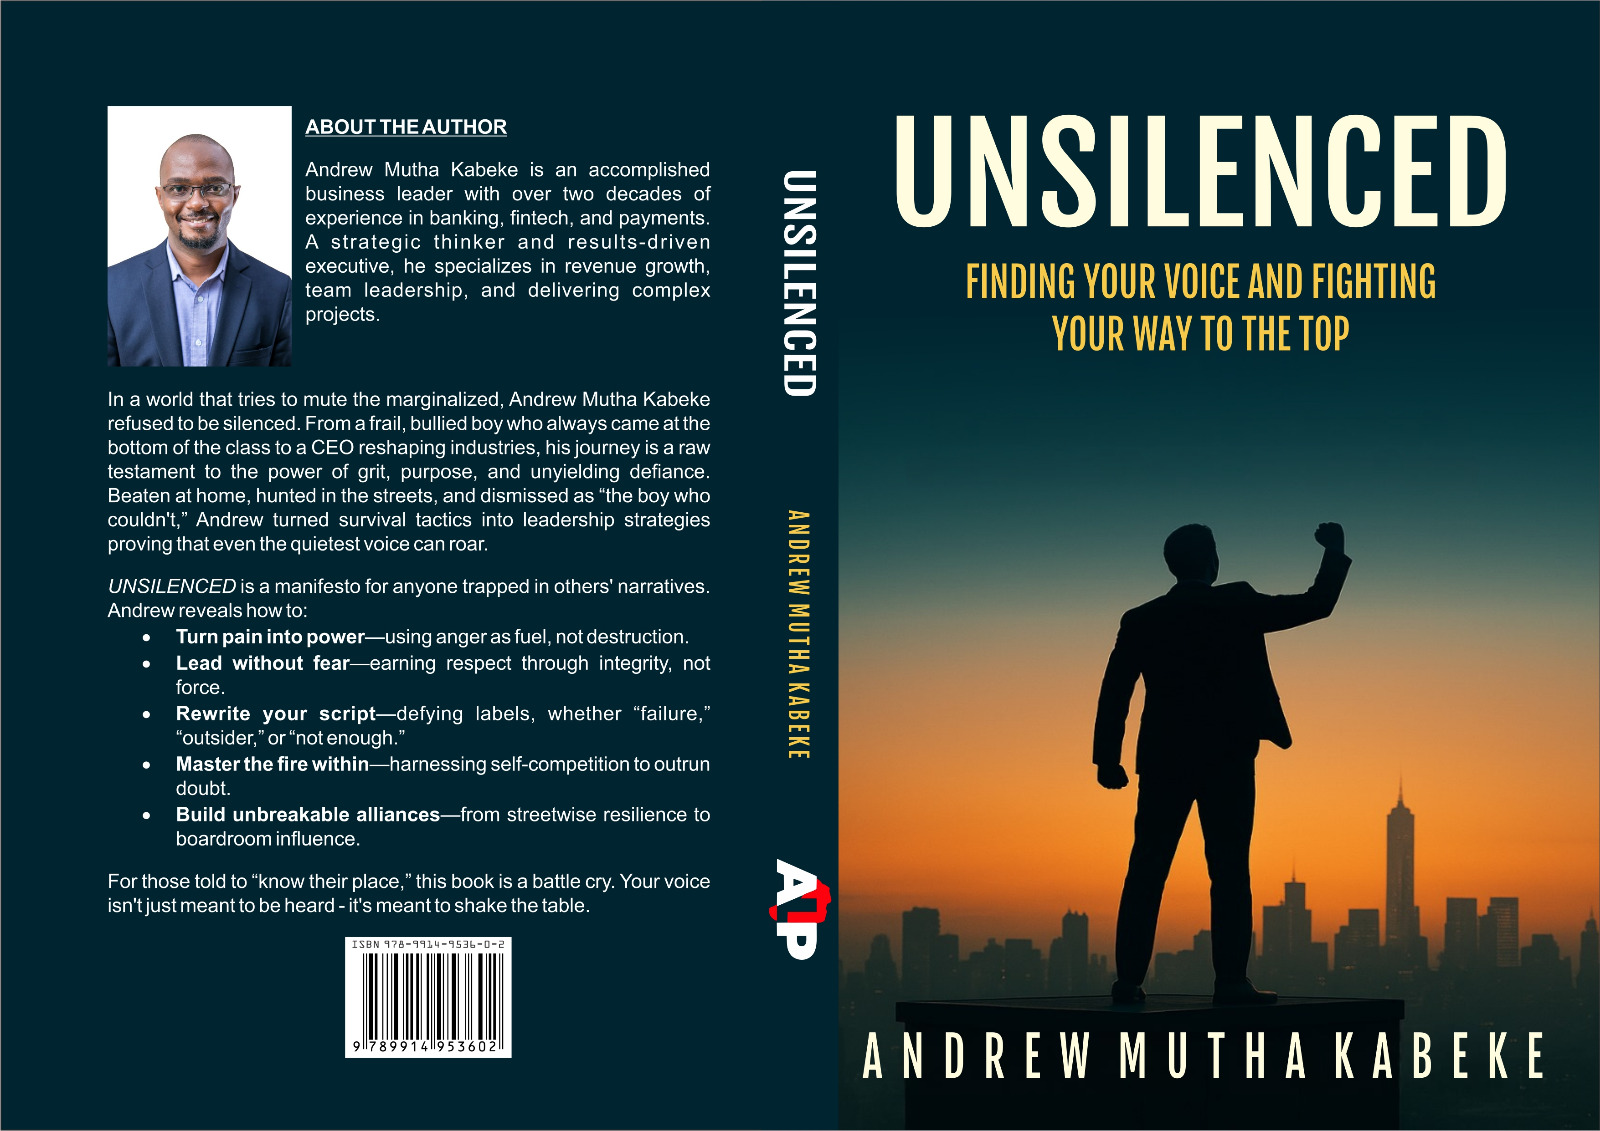 ABOUT THE AUTHOR
Andrew Mutha Kabeke is an accomplished
business leader with over two decades of
experience in banking, fintech, and payments.
A strategic thinker and results-driven
executive, he specializes in revenue growth,
team leadership, and delivering complex
projects.
In a world that tries to mute the marginalized, Andrew Mutha Kabeke
refused to be silenced. From a frail, bullied boy who always came at the
bottom of the class to a CEO reshaping industries, his journey is a raw
testament to the power of grit, purpose, and unyielding defiance.
Beaten at home, hunted in the streets, and dismissed as “the boy who
couldn't,” Andrew turned survival tactics into leadership strategies
proving that even the quietest voice can roar.
UNSILENCED is a manifesto for anyone trapped in others' narratives.
Andrew reveals how to:
• Turn pain into power—using anger as fuel, not destruction.
• Lead without fear—earning respect through integrity, not
force.
• Rewrite your script—defying labels, whether “failure,”
“outsider,” or “not enough.”
• Master the fire within—harnessing self-competition to outrun
doubt.
• Build unbreakable alliances—from streetwise resilience to
boardroom influence.
For those told to “know their place,” this book is a battle cry. Your voice
isn't just meant to be heard - it's meant to shake the table.
ISBN 978-9914-9536-0-2
9 789914 953602
UNSILENCED
ANDREW MUTHA KABEKE
AP
UNSILENCED
FINDING YOUR VOICE AND FIGHTING
YOUR WAY TO THE TOP
ANDREW MUTHA KABEKE